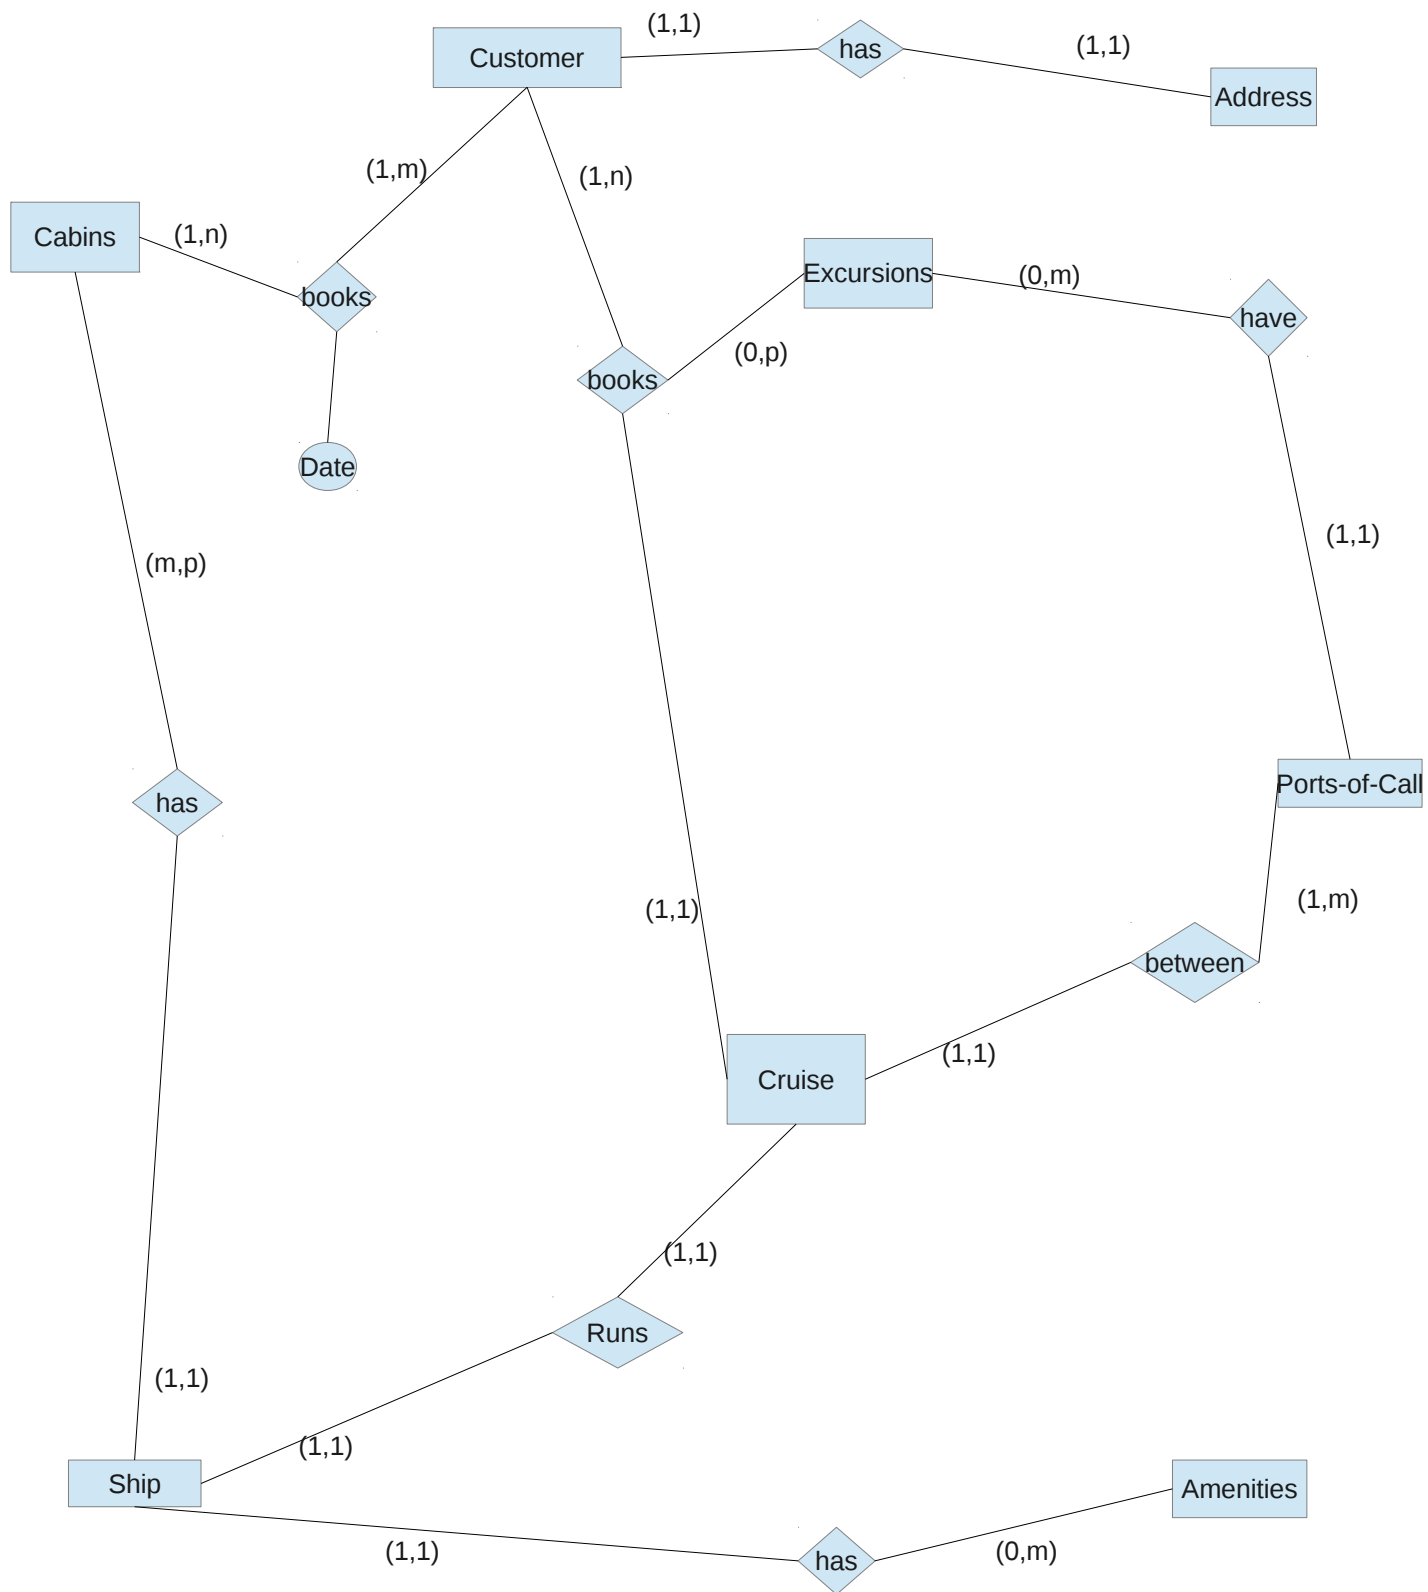 (1,1)
Customer
has
(1,1)
Address
(1,m)
(1,n)
Cabins
(1,n)
books
Excursions
(0,m)
have
(0,p)
books
Date
(m,p)
(1,1)
has
Ports-of-Call
(1,1)
(1,m)
between
(1,1)
Cruise
(1,1)
Runs
(1,1)
(1,1)
Ship
Amenities
(1,1)
has
(0,m)